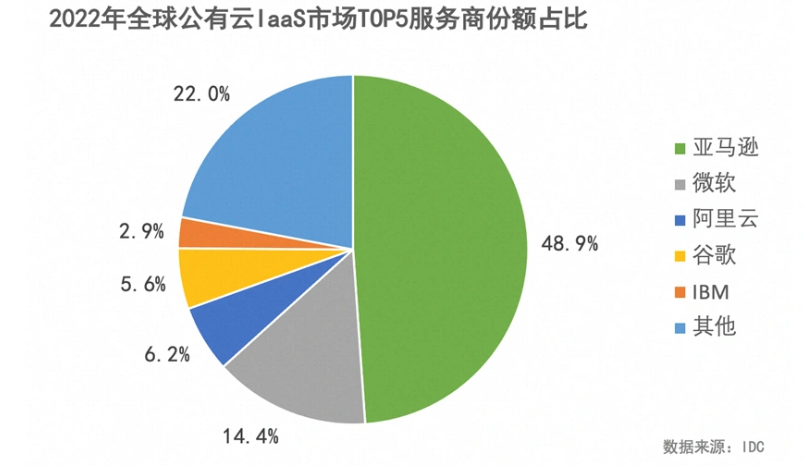 2022年全球公有云IaaS市场TOP5服务商份额占比
22.0%
2.9%
5.6%
6.2%
14.4%
48.9%
亚马逊
微软
阿里云
谷歌
IBM
其他
数据来源：IDC